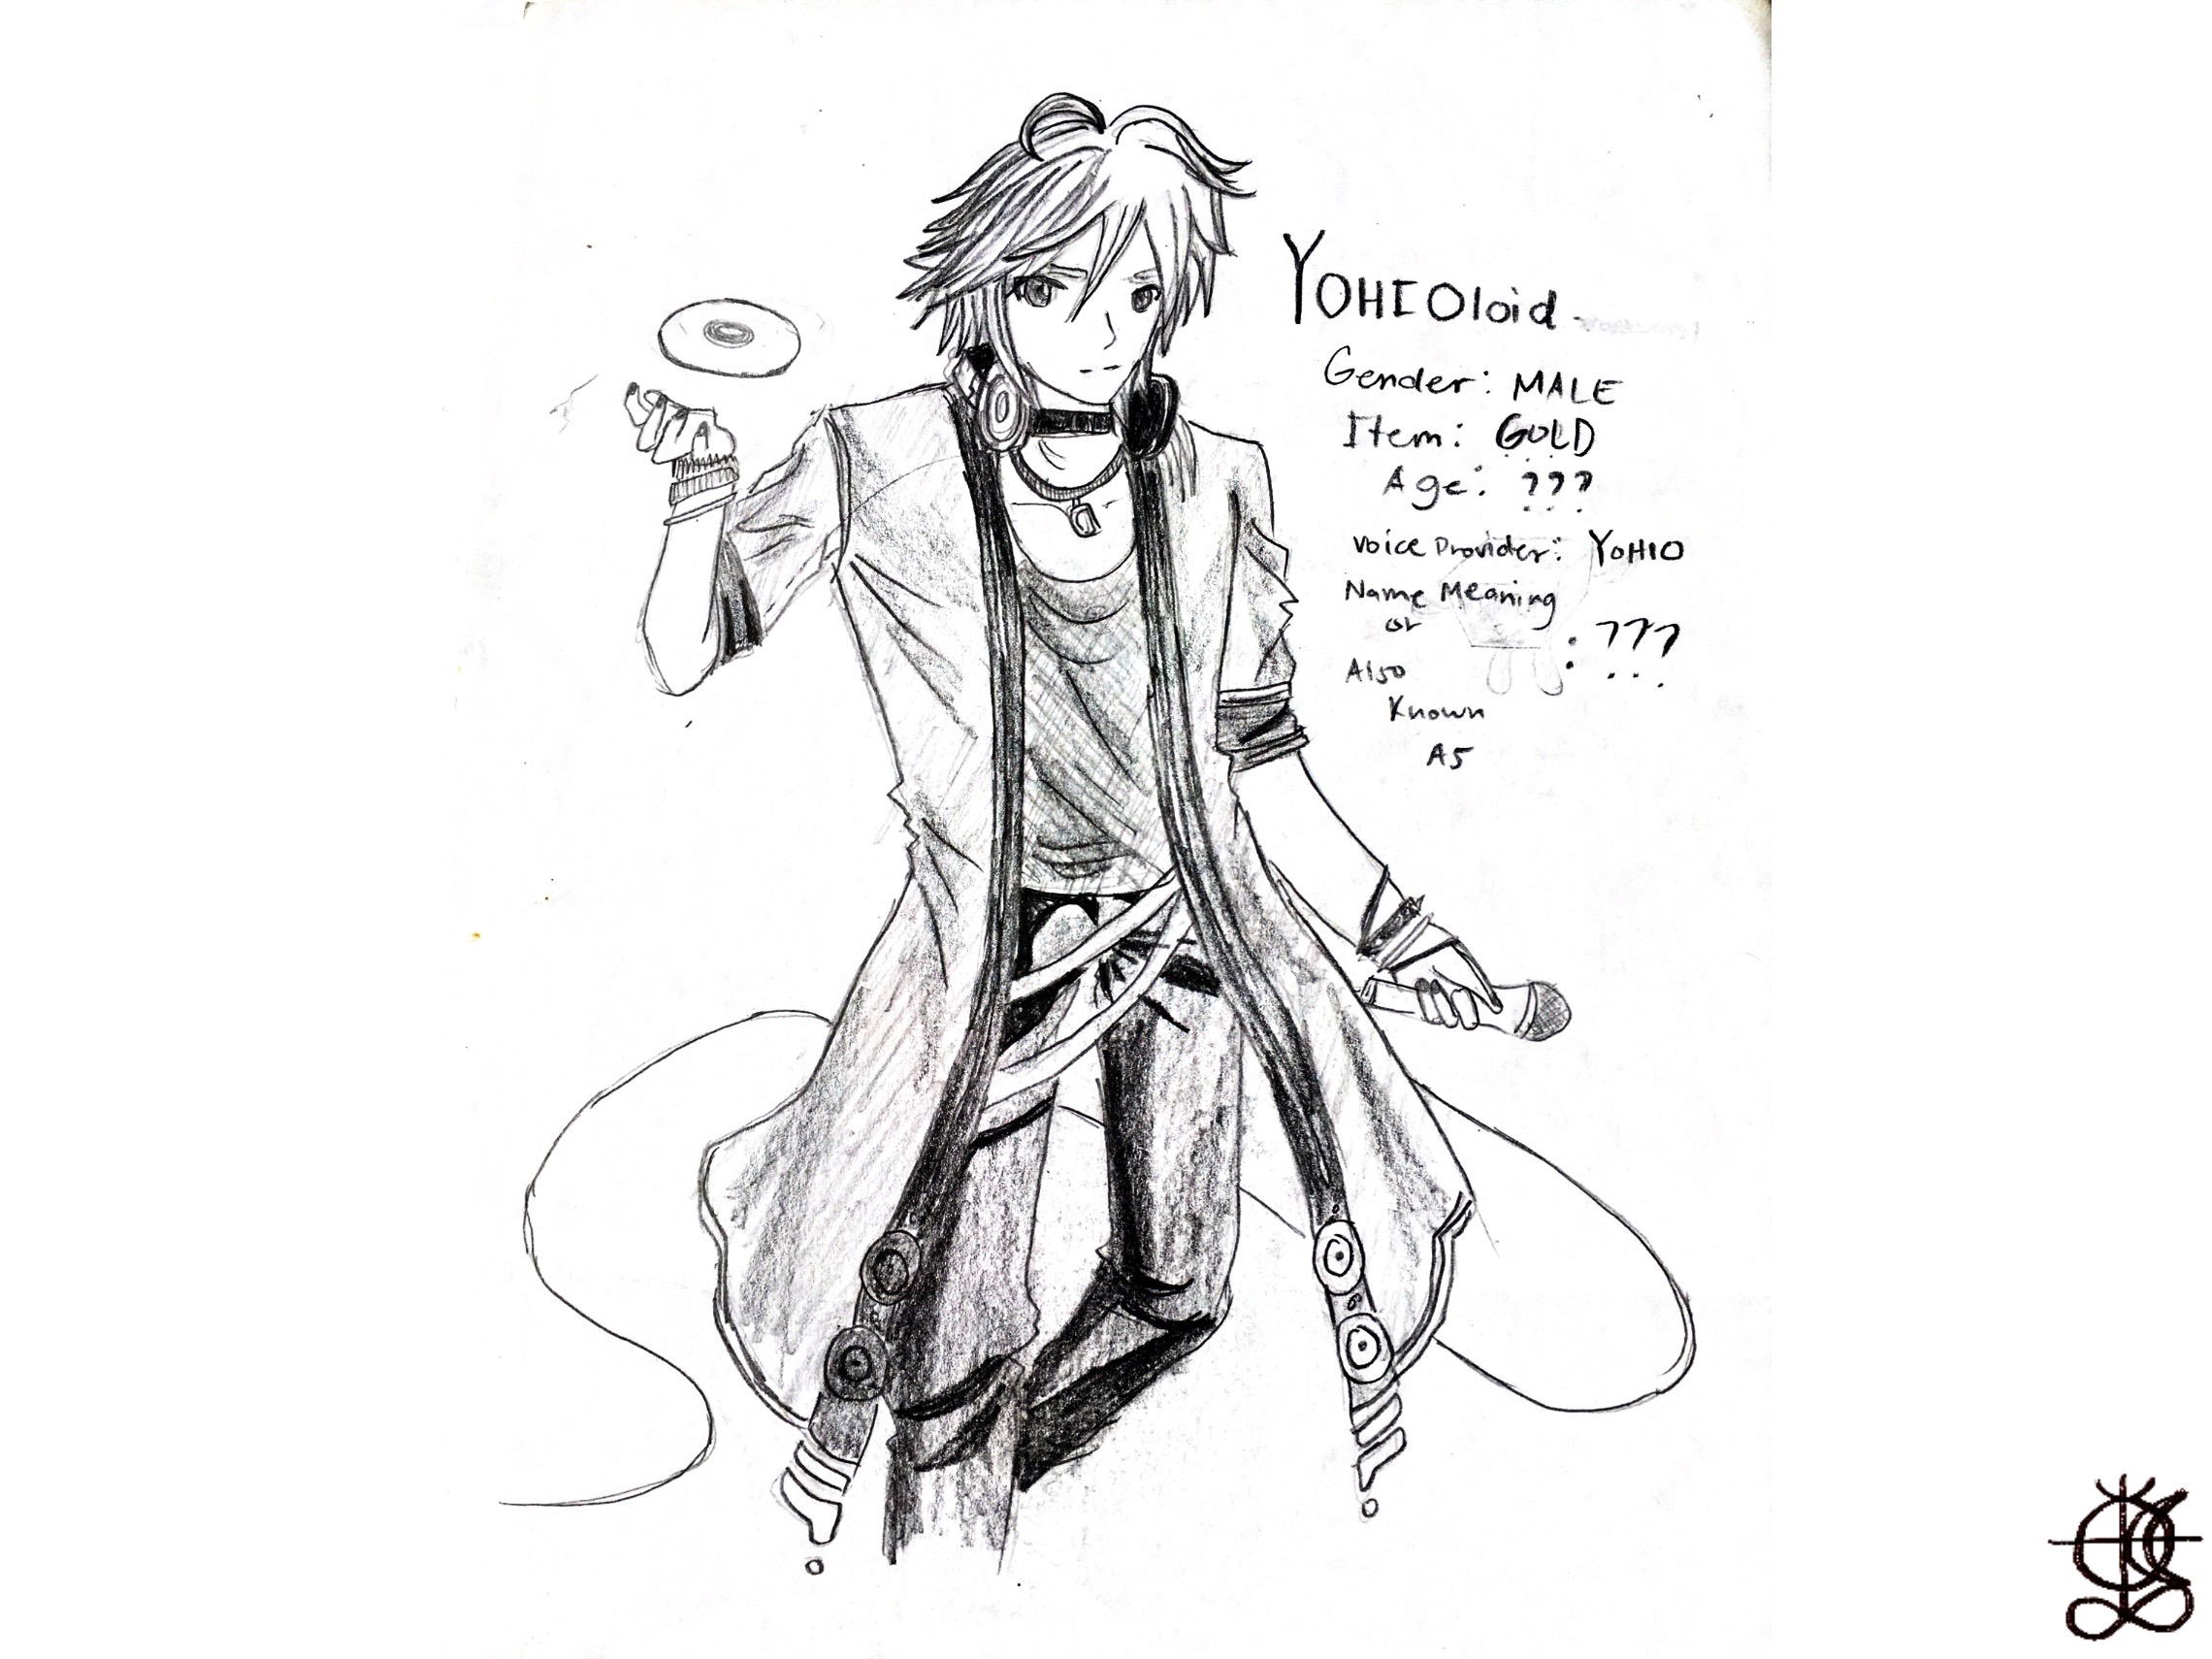 YOHIOloid
Gender: MALE
Item: GOLD
Age: ???
Voice Provider: YOHIO
Name Meaning
or
: ???
Also
Known
As